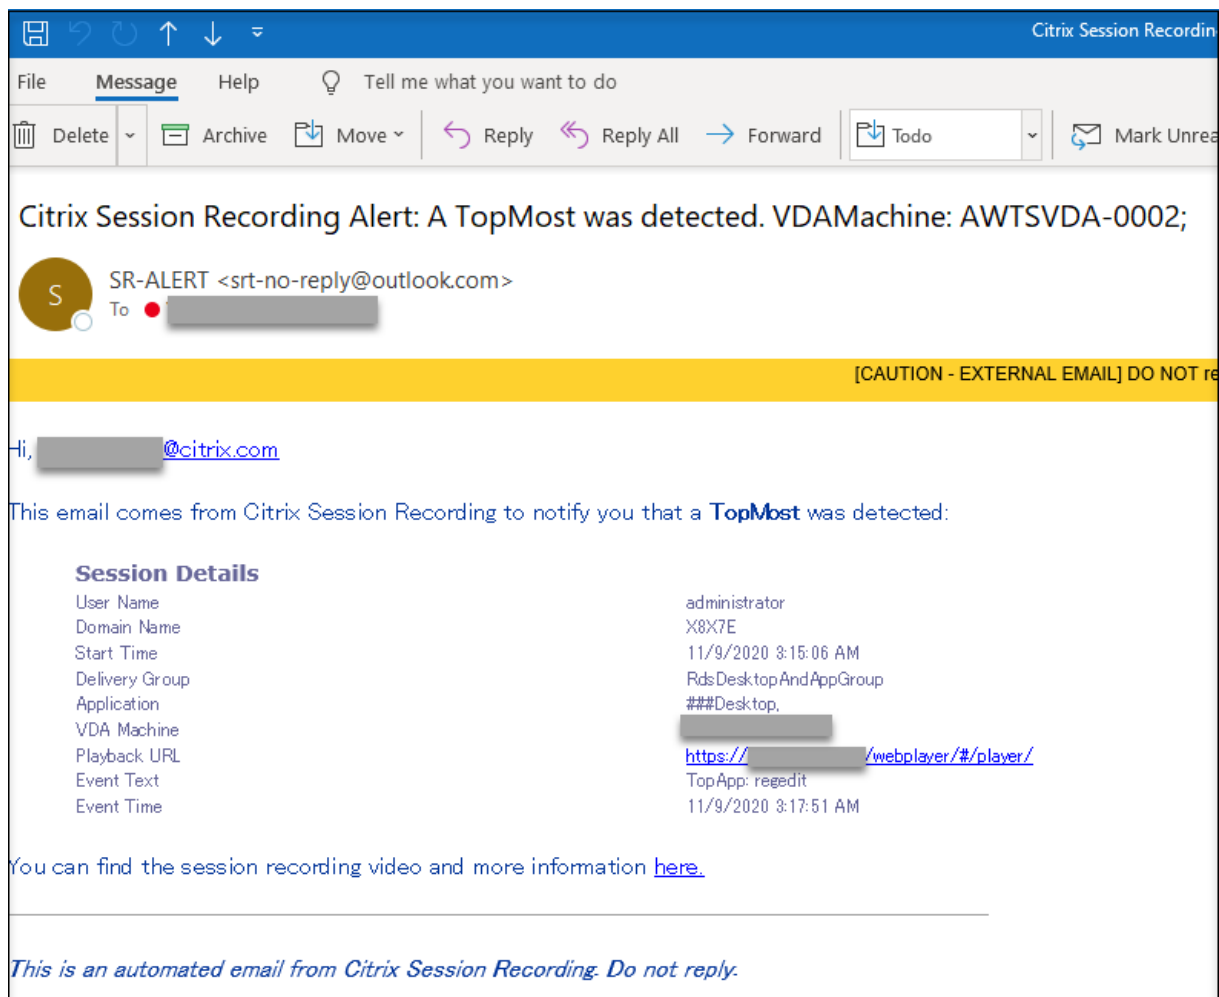 Citrix Session Recordin
File Message Help Tell me what you want to do
Delete Archive Move Reply Reply All Forward Todo Mark Unrea
Citrix Session Recording Alert: A TopMost was detected. VDAMachine: AWTSVDA-0002;
S
SR-ALERT <srt-no-reply@outlook.com>
To
[CAUTION - EXTERNAL EMAIL] DO NOT re
Hi, @citrix.com
This email comes from Citrix Session Recording to notify you that a TopMost was detected:
Session Details
User Name administrator
Domain Name X8X7E
Start Time 11/9/2020 3:15:06 AM
Delivery Group RdsDesktopAndAppGroup
Application ###Desktop,
VDA Machine
Playback URL https:// /webplayer/#/player/
Event Text TopApp: regedit
Event Time 11/9/2020 3:17:51 AM
You can find the session recording video and more information here.
This is an automated email from Citrix Session Recording. Do not reply.